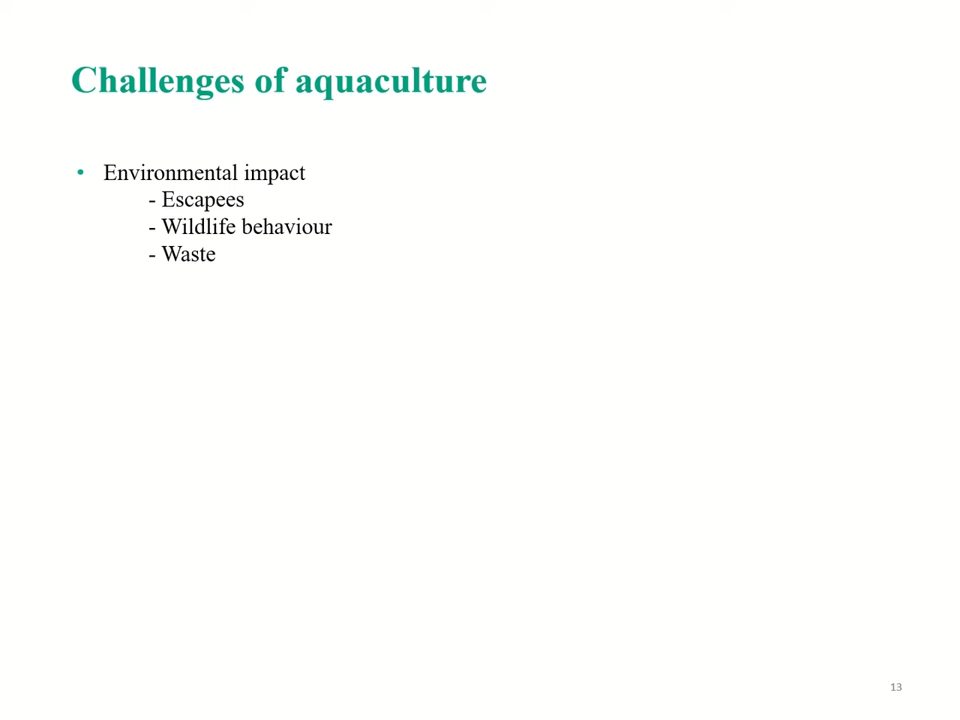 Challenges of aquaculture
• Environmental impact
- Escapees
- Wildlife behaviour
- Waste
13